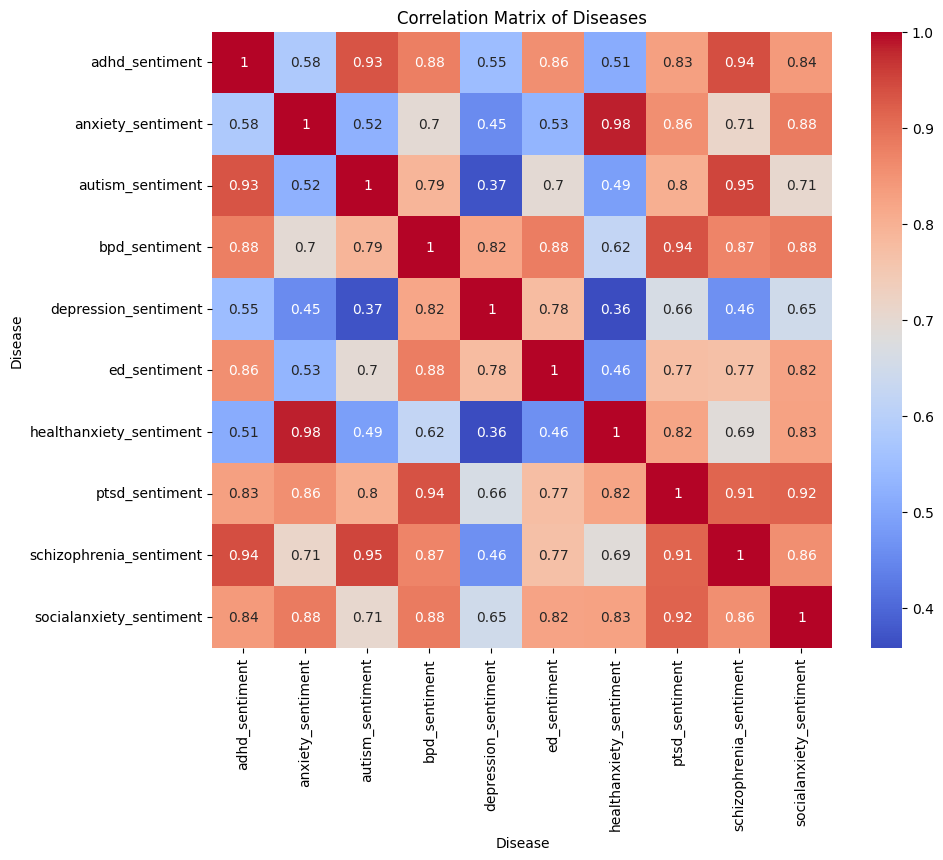 Correlation Matrix of Diseases
adhd_sentiment 1 0.58 0.93 0.88 0.55 0.86 0.51 0.83 0.94 0.84
anxiety_sentiment 0.58 1 0.52 0.7 0.45 0.53 0.98 0.86 0.71 0.88
autism_sentiment 0.93 0.52 1 0.79 0.37 0.7 0.49 0.8 0.95 0.71
bpd_sentiment 0.88 0.7 0.79 1 0.82 0.88 0.62 0.94 0.87 0.88
depression_sentiment 0.55 0.45 0.37 0.82 1 0.78 0.36 0.66 0.46 0.65
ed_sentiment 0.86 0.53 0.7 0.88 0.78 1 0.46 0.77 0.77 0.82
healthanxiety_sentiment 0.51 0.98 0.49 0.62 0.36 0.46 1 0.82 0.69 0.83
ptsd_sentiment 0.83 0.86 0.8 0.94 0.66 0.77 0.82 1 0.91 0.92
schizophrenia_sentiment 0.94 0.71 0.95 0.87 0.46 0.77 0.69 0.91 1 0.86
socialanxiety_sentiment 0.84 0.88 0.71 0.88 0.65 0.82 0.83 0.92 0.86 1
Disease
adhd_sentiment
anxiety_sentiment
autism_sentiment
bpd_sentiment
depression_sentiment
ed_sentiment
healthanxiety_sentiment
ptsd_sentiment
schizophrenia_sentiment
socialanxiety_sentiment
Disease
1.0
0.9
0.8
0.7
0.6
0.5
0.4